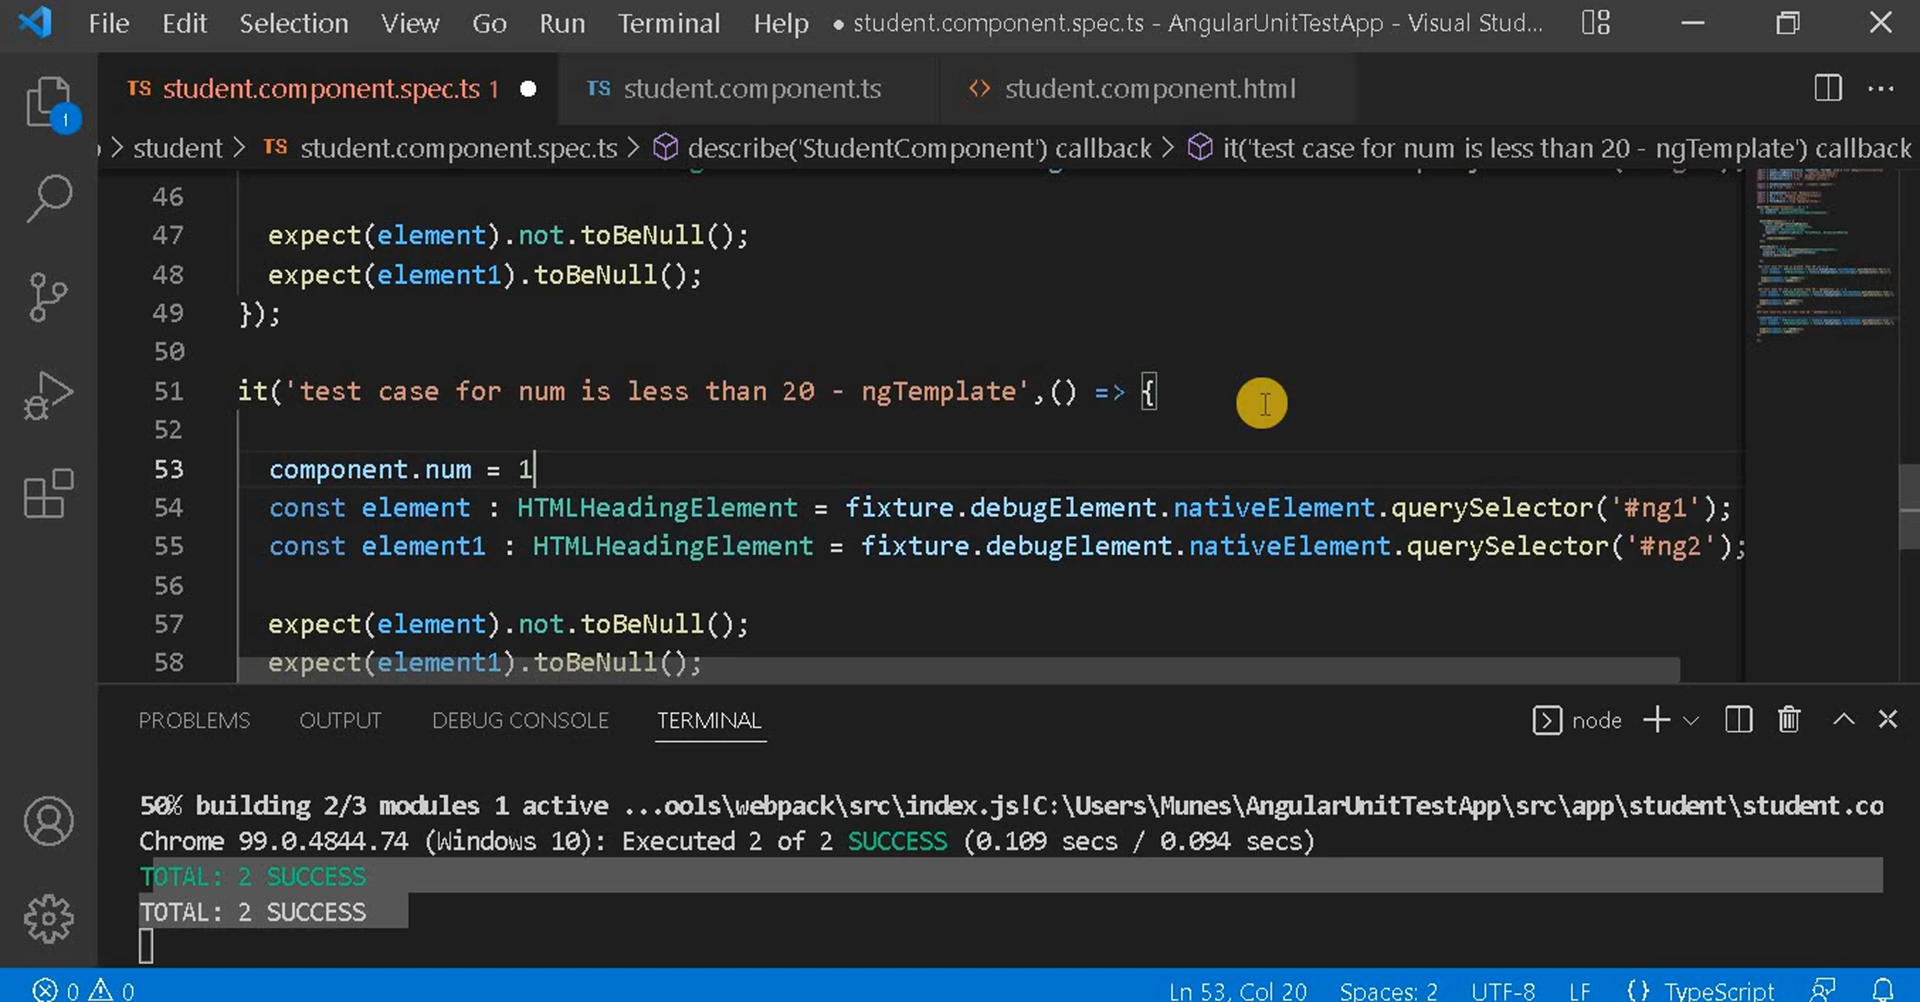 File Edit Selection View Go Run Terminal Help ● student.component.spec.ts - AngularUnitTestApp - Visual Stud...
TS student.component.spec.ts 1 TS student.component.ts <> student.component.html
1
> student > TS student.component.spec.ts > describe('StudentComponent') callback > it('test case for num is less than 20 - ngTemplate') callback
46
47 expect(element).not.toBeNull();
48 expect(element1).toBeNull();
49 });
50
51 it('test case for num is less than 20 - ngTemplate',() => {
52
53 component.num = 1
54 const element : HTMLHeadingElement = fixture.debugElement.nativeElement.querySelector('#ng1');
55 const element1 : HTMLHeadingElement = fixture.debugElement.nativeElement.querySelector('#ng2');
56
57 expect(element).not.toBeNull();
58 expect(element1).toBeNull();
PROBLEMS OUTPUT DEBUG CONSOLE TERMINAL node
50% building 2/3 modules 1 active ...ools\webpack\src\index.js!C:\Users\Munes\AngularUnitTestApp\src\app\student\student.co
Chrome 99.0.4844.74 (Windows 10): Executed 2 of 2 SUCCESS (0.109 secs / 0.094 secs)
TOTAL: 2 SUCCESS
TOTAL: 2 SUCCESS
0 0 Ln 53, Col 20 Spaces: 2 UTF-8 LF {} TypeScript